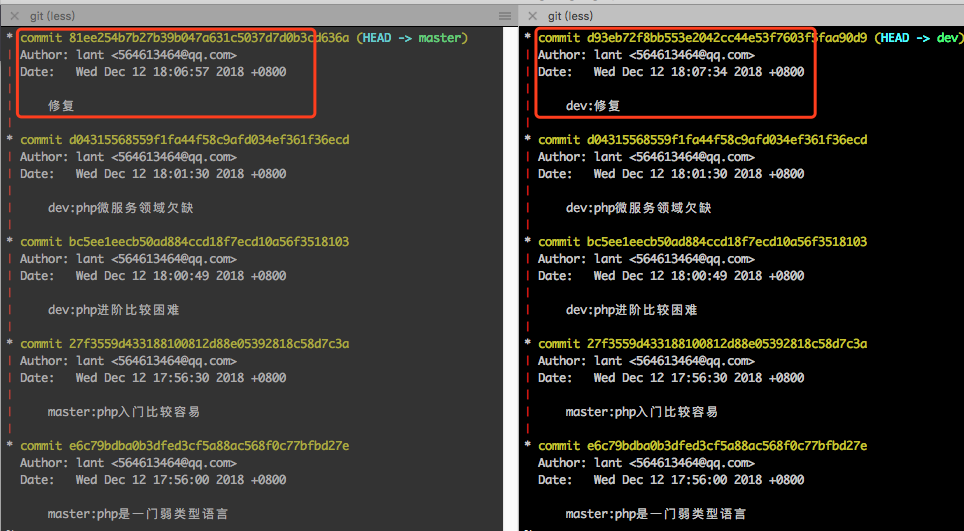 git (less)
* commit 81ee254b7b27b39b047a631c5037d7d0b3cd636a (HEAD -> master)
| Author: lant <564613464@qq.com>
| Date:   Wed Dec 12 18:06:57 2018 +0800
|
|     修复
|
* commit d04315568559f1fa44f58c9afd034ef361f36ecd
| Author: lant <564613464@qq.com>
| Date:   Wed Dec 12 18:01:30 2018 +0800
|
|     dev:php微服务领域欠缺
|
* commit bc5ee1eecb50ad884ccd18f7ecd10a56f3518103
| Author: lant <564613464@qq.com>
| Date:   Wed Dec 12 18:00:49 2018 +0800
|
|     dev:php进阶比较困难
|
* commit 27f3559d433188100812d88e05392818c58d7c3a
| Author: lant <564613464@qq.com>
| Date:   Wed Dec 12 17:56:30 2018 +0800
|
|     master:php入门比较容易
|
* commit e6c79bdba0b3dfed3cf5a88ac568f0c77bfbd27e
Author: lant <564613464@qq.com>
Date:   Wed Dec 12 17:56:00 2018 +0800
master:php是一门弱类型语言
git (less)
* commit d93eb72f8bb553e2042cc44e53f7603f5faa90d9 (HEAD -> dev)
| Author: lant <564613464@qq.com>
| Date:   Wed Dec 12 18:07:34 2018 +0800
|
|     dev:修复
|
* commit d04315568559f1fa44f58c9afd034ef361f36ecd
| Author: lant <564613464@qq.com>
| Date:   Wed Dec 12 18:01:30 2018 +0800
|
|     dev:php微服务领域欠缺
|
* commit bc5ee1eecb50ad884ccd18f7ecd10a56f3518103
| Author: lant <564613464@qq.com>
| Date:   Wed Dec 12 18:00:49 2018 +0800
|
|     dev:php进阶比较困难
|
* commit 27f3559d433188100812d88e05392818c58d7c3a
| Author: lant <564613464@qq.com>
| Date:   Wed Dec 12 17:56:30 2018 +0800
|
|     master:php入门比较容易
|
* commit e6c79bdba0b3dfed3cf5a88ac568f0c77bfbd27e
Author: lant <564613464@qq.com>
Date:   Wed Dec 12 17:56:00 2018 +0800
master:php是一门弱类型语言